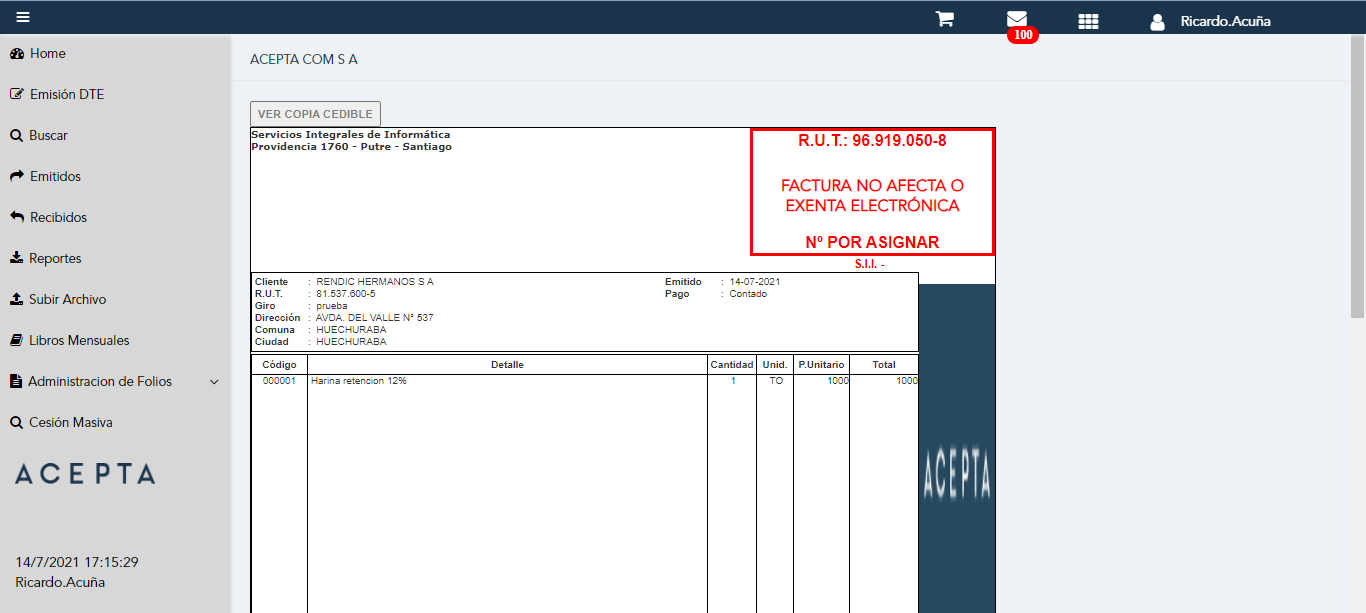 Ricardo.Acuña
100
Home
Emisión DTE
Buscar
Emitidos
Recibidos
Reportes
Subir Archivo
Libros Mensuales
Administracion de Folios
Cesión Masiva
ACEPTA
14/7/2021 17:15:29
Ricardo.Acuña
ACEPTA COM S A
VER COPIA CEDIBLE
Servicios Integrales de Informática
Providencia 1760 - Putre - Santiago
R.U.T.: 96.919.050-8
FACTURA NO AFECTA O
EXENTA ELECTRÓNICA
Nº POR ASIGNAR
S.I.I. -
Cliente : RENDIC HERMANOS S A Emitido : 14-07-2021
R.U.T. : 81.537.600-5 Pago : Contado
Giro : prueba
Dirección : AVDA. DEL VALLE N° 537
Comuna : HUECHURABA
Ciudad : HUECHURABA
Código Detalle Cantidad Unid. P.Unitario Total
000001 Harina retencion 12% 1 TO 1000 1000
ACEPTA